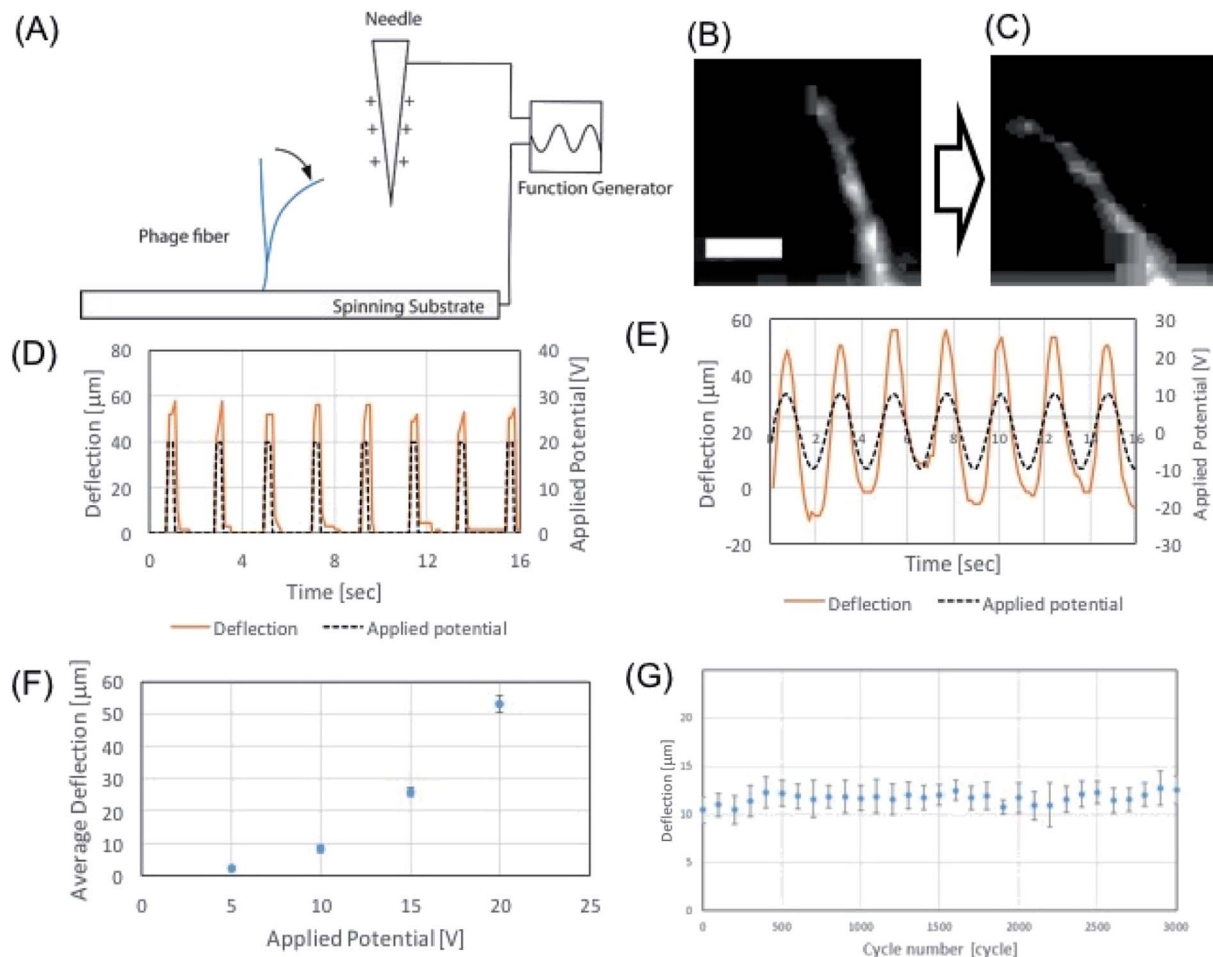 (A)
Needle
+ +
+ +
+ +
Function Generator
Phage fiber
Spinning Substrate
(B)
(C)
(D)
Deflection [µm]
80
60
40
20
0
0 4 8 12 16
Time [sec]
40
30
20
10
0
Applied Potential[V]
Deflection Applied potential
(E)
Deflection [µm]
60
40
20
0
-20
0 2 4 6 8 10 12 14 16
Time [sec]
30
20
10
0
-10
-20
-30
Applied Potential [V]
Deflection Applied Potential
(F)
Average Deflection [µm]
60
50
40
30
20
10
0
0 5 10 15 20 25
Applied Potential [V]
(G)
Deflection [µm]
20
15
10
5
0
0 500 1000 1500 2000 2500 3000
Cycle number [cycle]